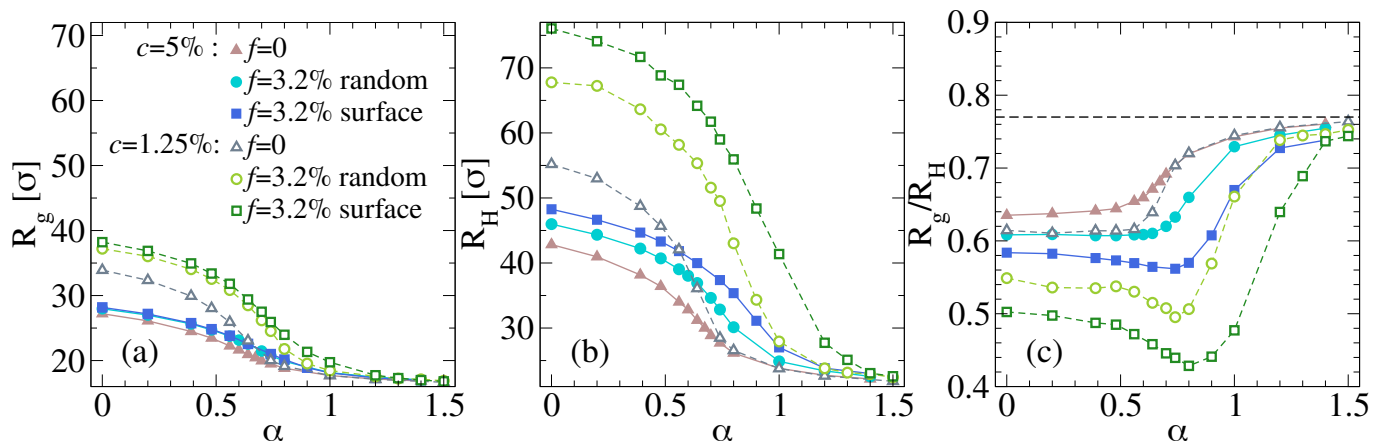 70
60
50
40
30
20
R_g [σ]
c=5% : f=0
f=3.2% random
f=3.2% surface
c=1.25%: f=0
f=3.2% random
f=3.2% surface
(a)
0 0.5 1 1.5
α
70
60
50
40
30
R_H [σ]
(b)
0 0.5 1 1.5
α
0.9
0.8
0.7
0.6
0.5
0.4
R_g/R_H
(c)
0 0.5 1 1.5
α